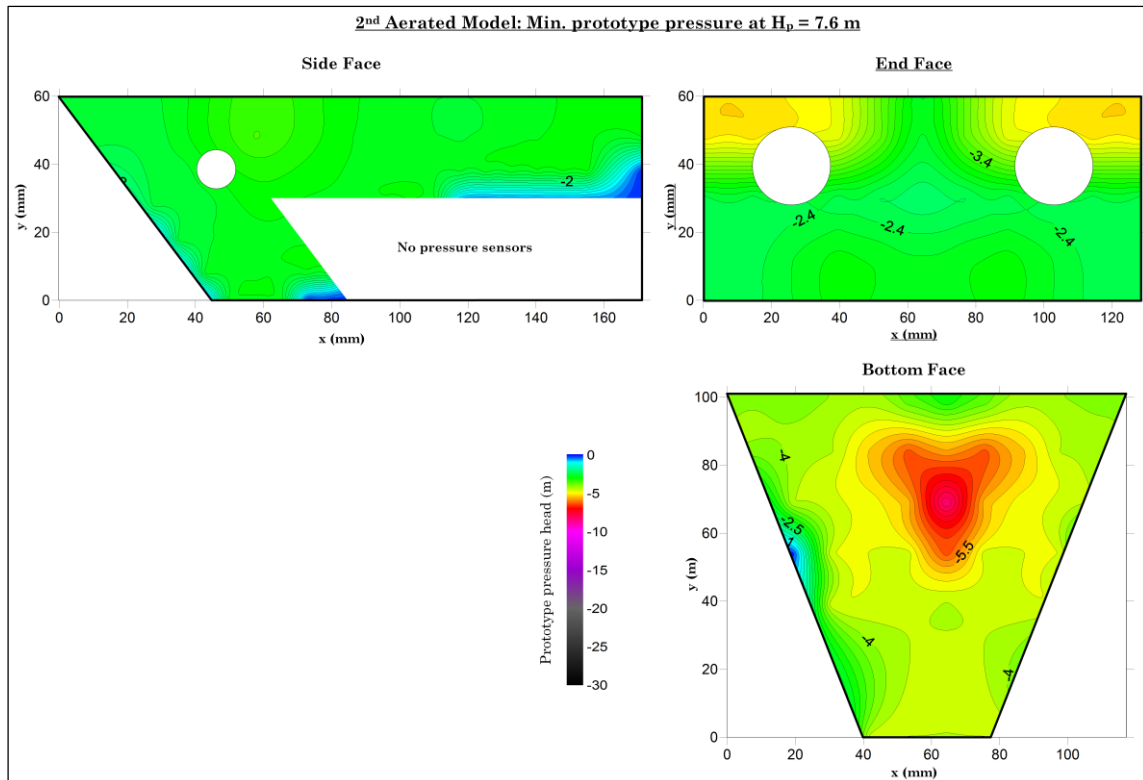 2nd Aerated Model: Min. prototype pressure at Hp = 7.6 m
Side Face
60
40
20
0
y (mm)
-2
No pressure sensors
0 20 40 60 80 100 120 140 160
x (mm)
End Face
60
40
20
0
y (mm)
-3.4
-2.4
-2.4
-2.4
0 20 40 60 80 100 120
x (mm)
Bottom Face
100
80
60
40
20
0
y (m)
-4
-2.5
-5.5
-4
-4
0 20 40 60 80 100
x (mm)
Prototype pressure head (m)
0
-5
-10
-15
-20
-25
-30